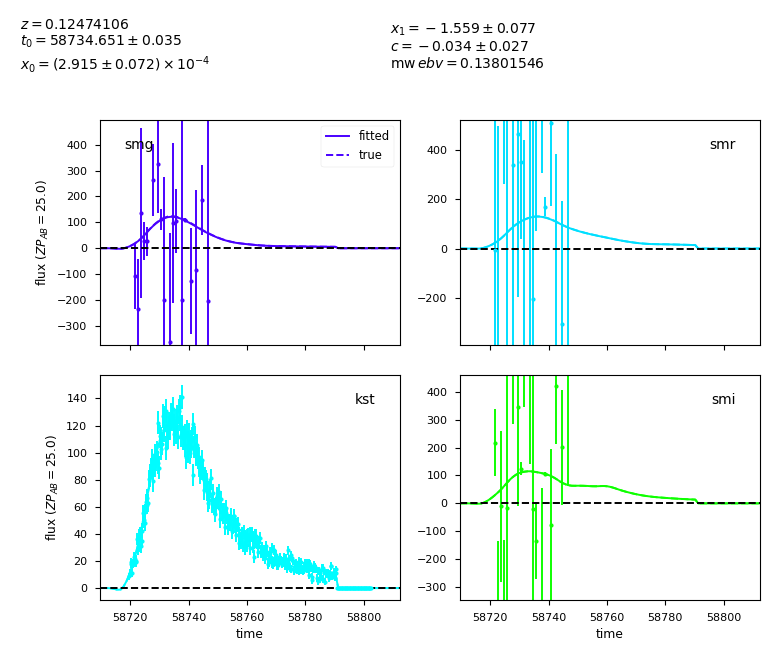 z = 0.12474106
t0 = 58734.651 ± 0.035
x0 = (2.915 ± 0.072) × 10^−4
x1 = −1.559 ± 0.077
c = −0.034 ± 0.027
mw ebv = 0.13801546
smg
fitted
true
400
300
200
100
0
−100
−200
−300
flux (ZP_AB = 25.0)
smr
400
200
0
−200
kst
140
120
100
80
60
40
20
0
flux (ZP_AB = 25.0)
58720 58740 58760 58780 58800
time
smi
400
300
200
100
0
−100
−200
−300
58720 58740 58760 58780 58800
time